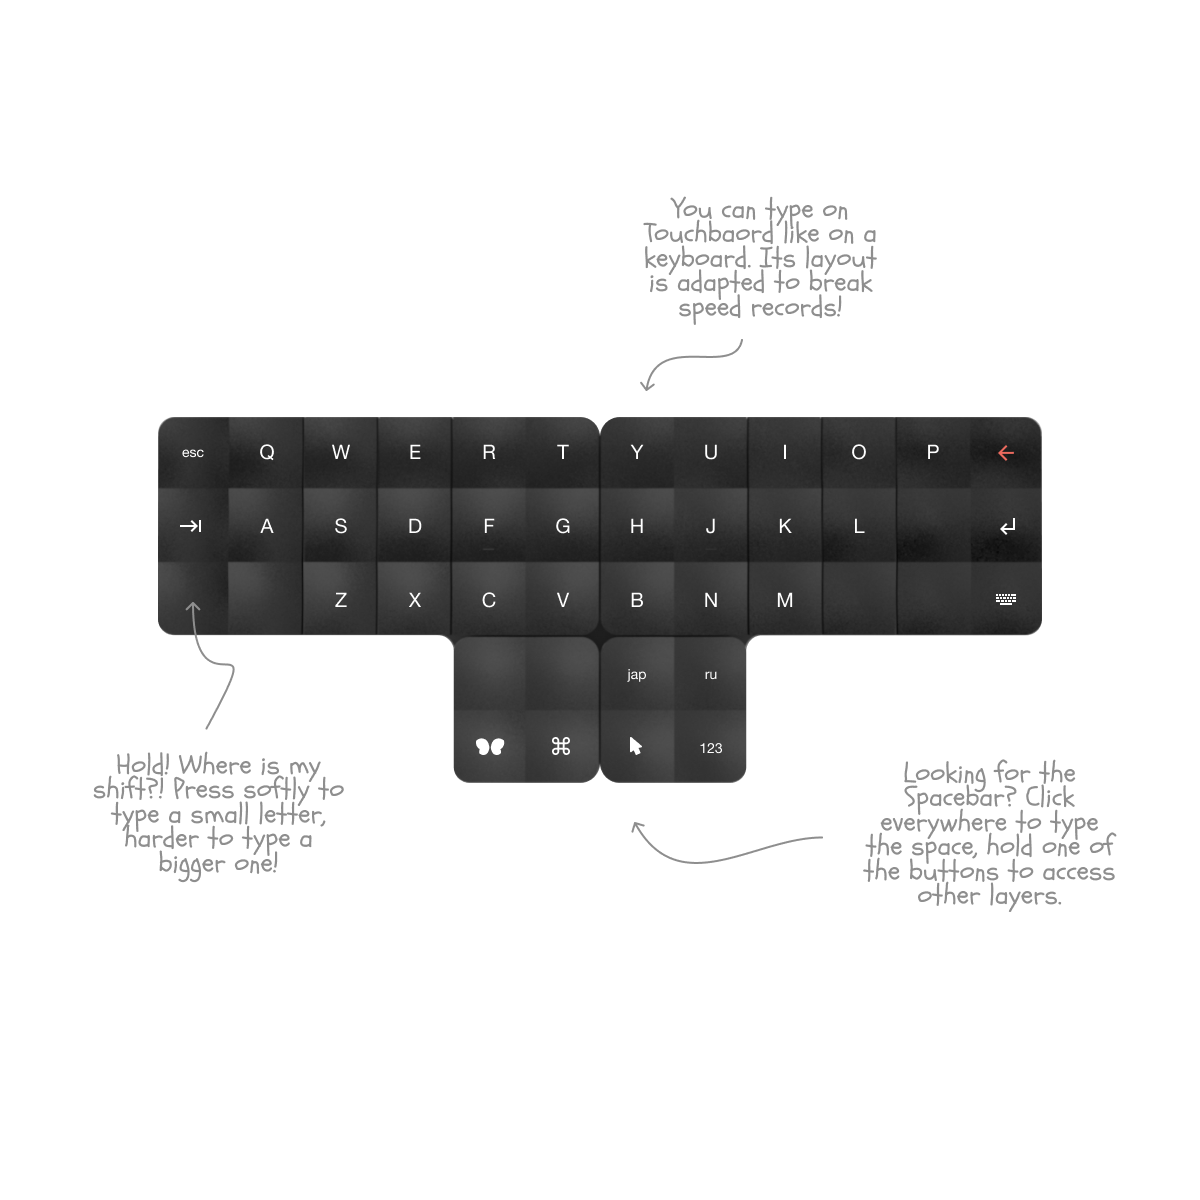 You can type on
Touchbaord like on a
keyboard. Its layout
is adapted to break
speed records!
esc Q W E R T Y U I O P
A S D F G H J K L
Z X C V B N M
jap ru
123
Hold! Where is my
shift?! Press softly to
type a small letter,
harder to type a
bigger one!
Looking for the
Spacebar? Click
everywhere to type
the space, hold one of
the buttons to access
other layers.